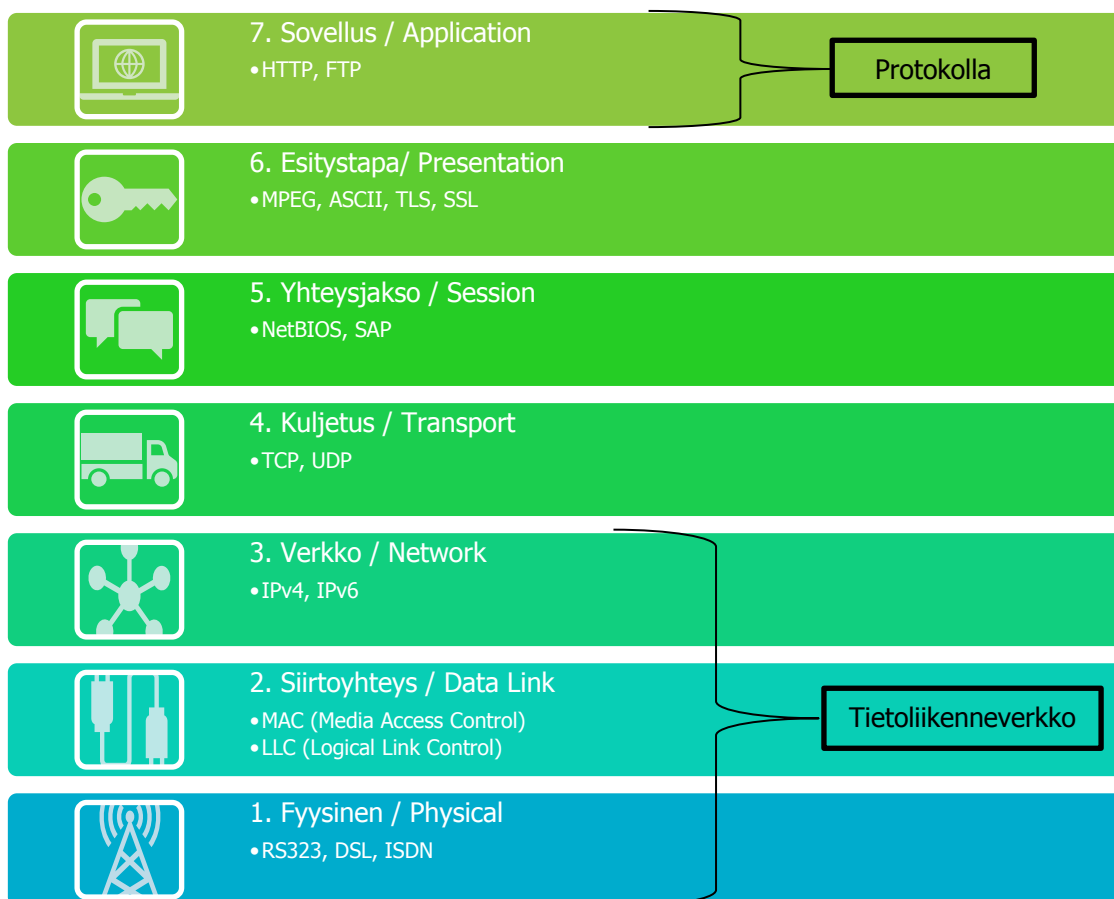 7. Sovellus / Application
•HTTP, FTP
Protokolla
6. Esitystapa/ Presentation
•MPEG, ASCII, TLS, SSL
5. Yhteysjakso / Session
•NetBIOS, SAP
4. Kuljetus / Transport
•TCP, UDP
3. Verkko / Network
•IPv4, IPv6
2. Siirtoyhteys / Data Link
•MAC (Media Access Control)
•LLC (Logical Link Control)
Tietoliikenneverkko
1. Fyysinen / Physical
•RS323, DSL, ISDN